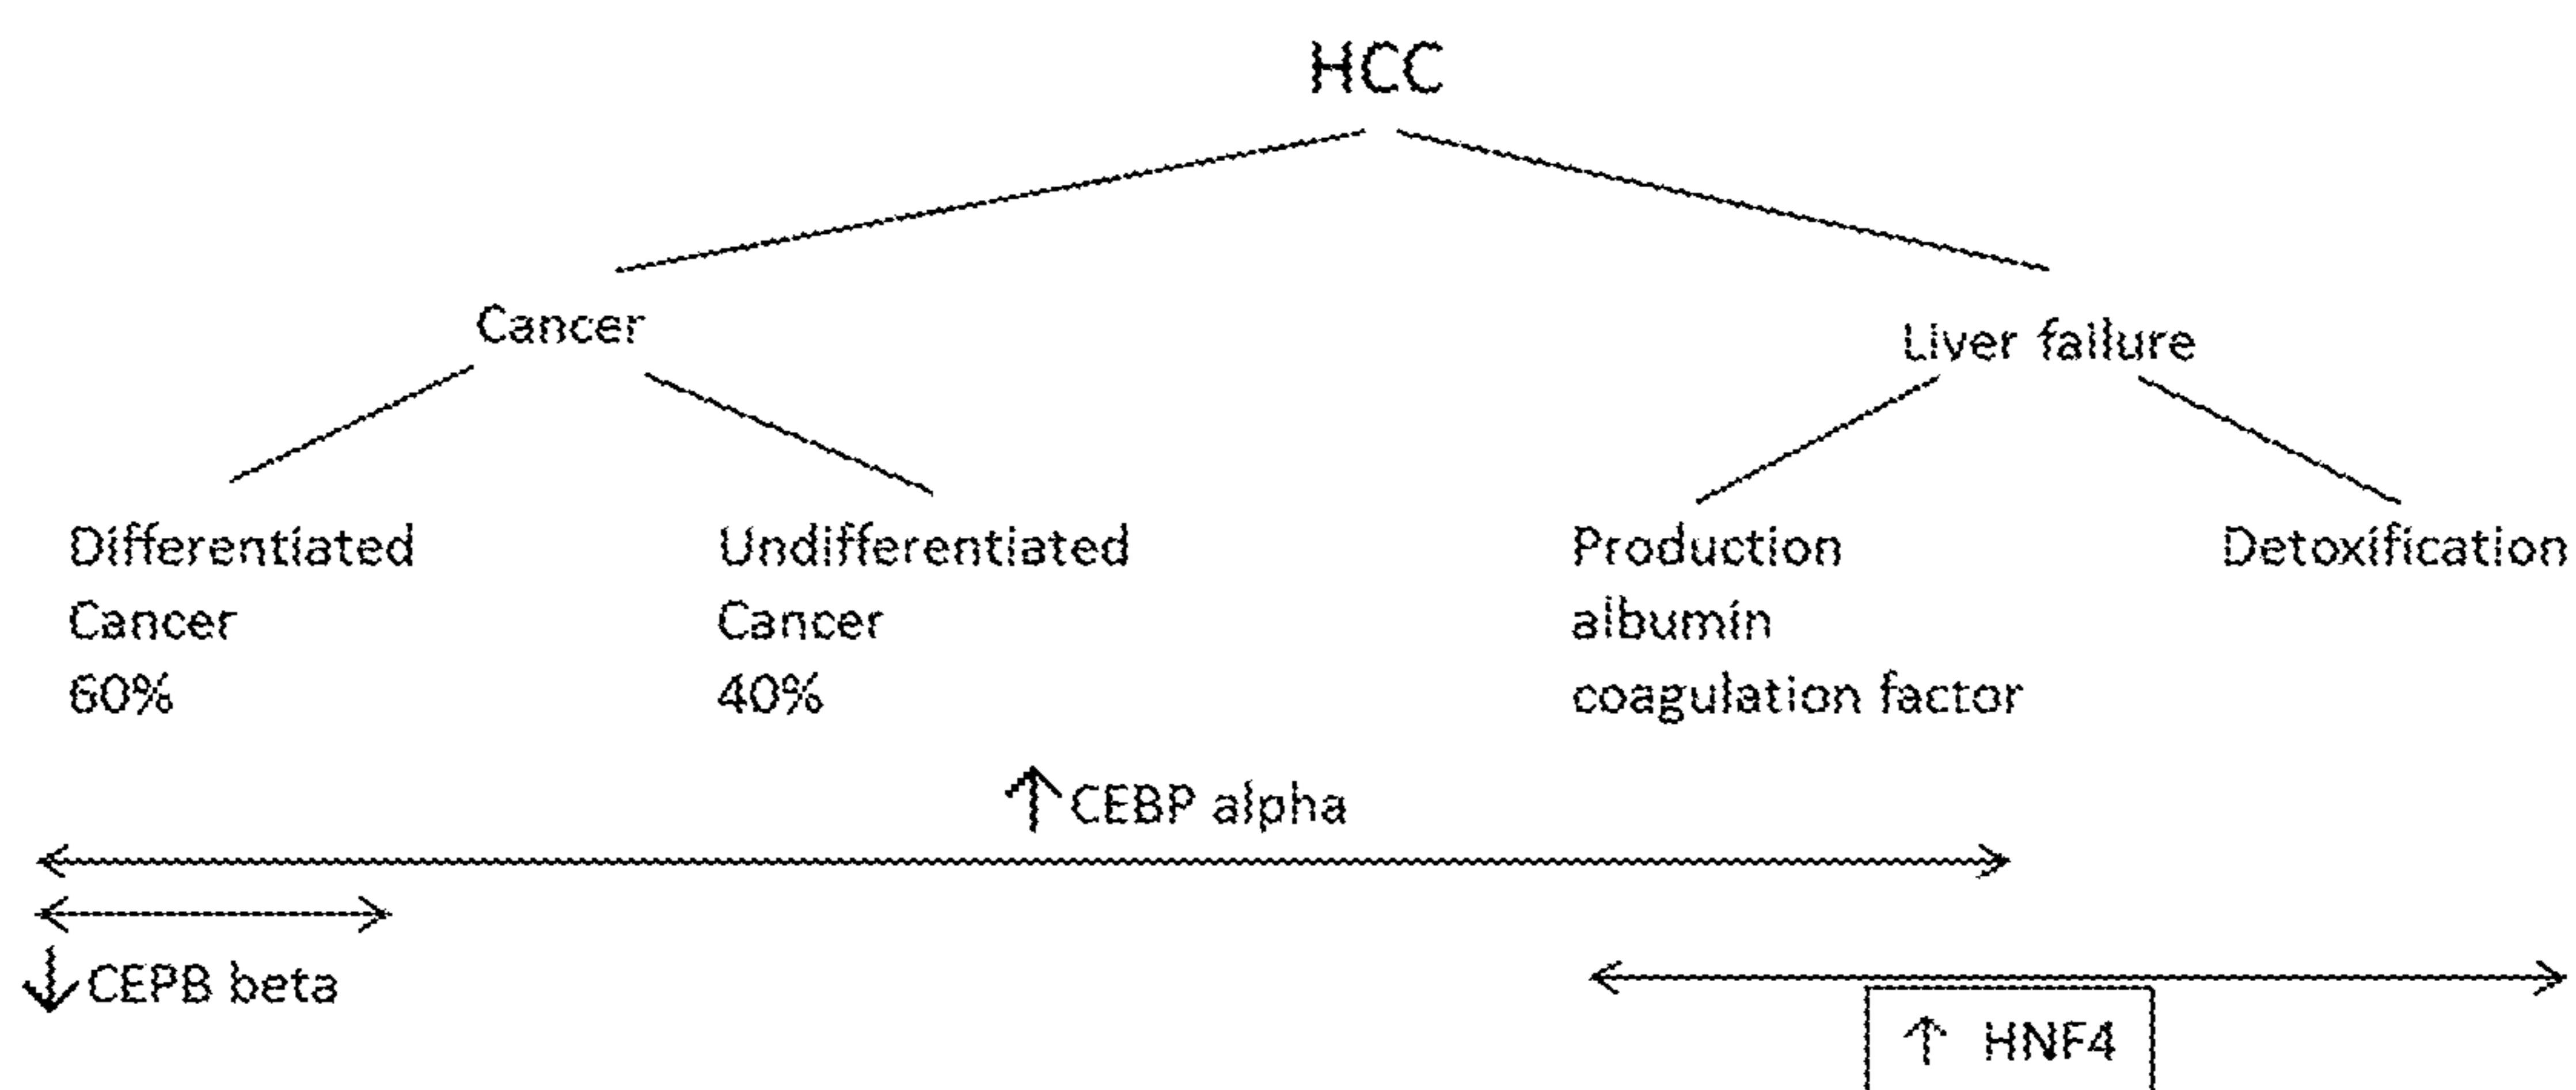 HCC
Cancer
Liver failure
Differentiated
Cancer
60%
Undifferentiated
Cancer
40%
Production
albumin
coagulation factor
Detoxification
↑ CEBP alpha
↓ CEPB beta
↑ HNF4